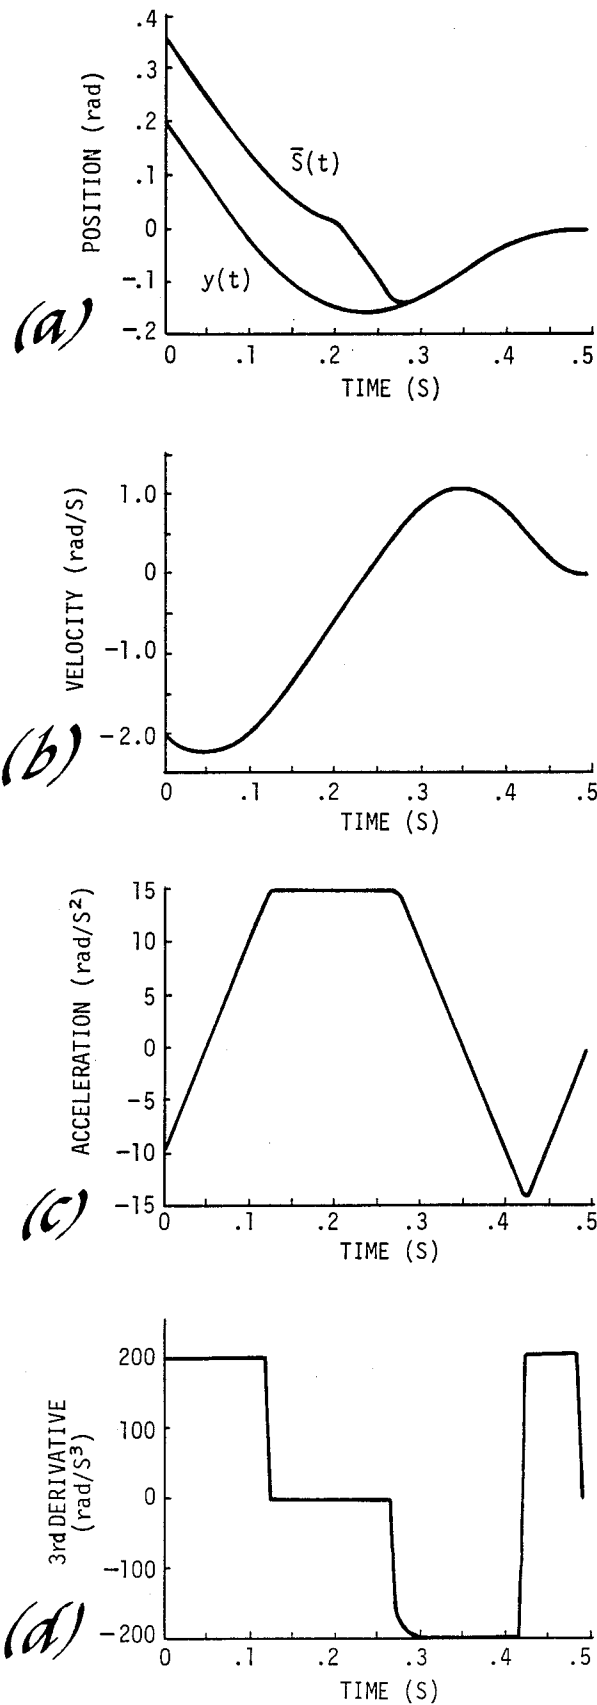 .4
.3
.2
.1
0
-.1
-.2
POSITION (rad)
S̅(t)
y(t)
(a)
0 .1 .2 .3 .4 .5
TIME (S)
1.0
0
-1.0
-2.0
VELOCITY (rad/S)
(b)
0 .1 .2 .3 .4 .5
TIME (S)
15
10
5
0
-5
-10
-15
ACCELERATION (rad/S²)
(c)
0 .1 .2 .3 .4 .5
TIME (S)
200
100
0
-100
-200
3rd DERIVATIVE
(rad/S³)
(d)
0 .1 .2 .3 .4 .5
TIME (S)